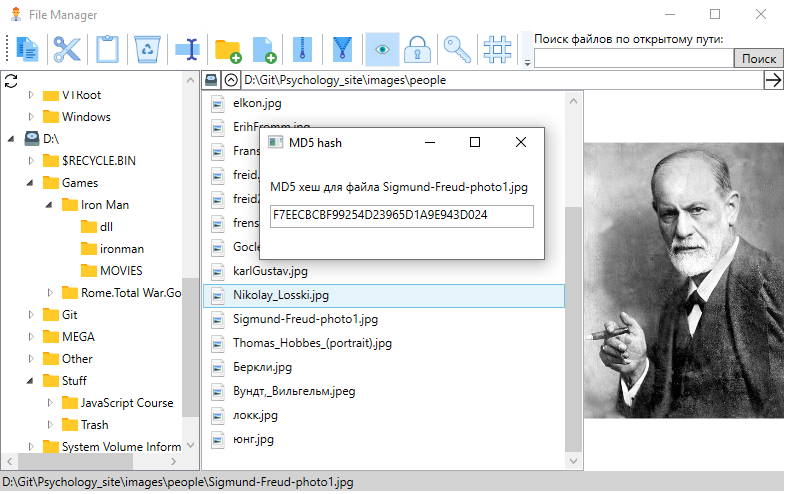 File Manager
Поиск файлов по открытому пути:
Поиск
D:\Git\Psychology_site\images\people
VTRoot
Windows
D:\
$RECYCLE.BIN
Games
Iron Man
dll
ironman
MOVIES
Rome.Total War.Go
Git
MEGA
Other
Stuff
JavaScript Course
Trash
System Volume Inform
elkon.jpg
ErihFromm.jpg
Frans
freid.
freid2
frens
Gocle
karlGustav.jpg
Nikolay_Losski.jpg
Sigmund-Freud-photo1.jpg
Thomas_Hobbes_(portrait).jpg
Беркли.jpg
Вундт,_Вильгельм.jpeg
локк.jpg
юнг.jpg
MD5 hash
MD5 хеш для файла Sigmund-Freud-photo1.jpg
F7EECBCBF99254D23965D1A9E943D024
D:\Git\Psychology_site\images\people\Sigmund-Freud-photo1.jpg